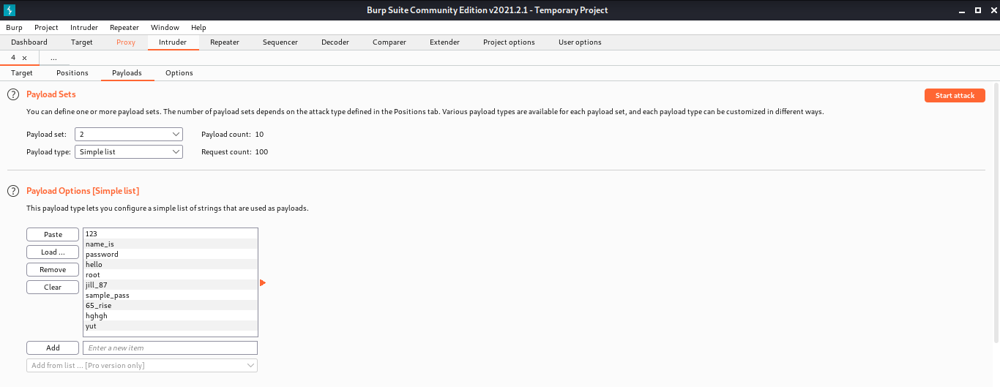 Burp Suite Community Edition v2021.2.1 - Temporary Project
Burp Project Intruder Repeater Window Help
Dashboard Target Proxy Intruder Repeater Sequencer Decoder Comparer Extender Project options User options
4 × ...
Target Positions Payloads Options
? Payload Sets Start attack
You can define one or more payload sets. The number of payload sets depends on the attack type defined in the Positions tab. Various payload types are available for each payload set, and each payload type can be customized in different ways.
Payload set: 2 Payload count: 10
Payload type: Simple list Request count: 100
? Payload Options [Simple list]
This payload type lets you configure a simple list of strings that are used as payloads.
Paste
Load ...
Remove
Clear
123
name_is
password
hello
root
jill_87
sample_pass
65_rise
hghgh
yut
Add Enter a new item
Add from list ... [Pro version only]